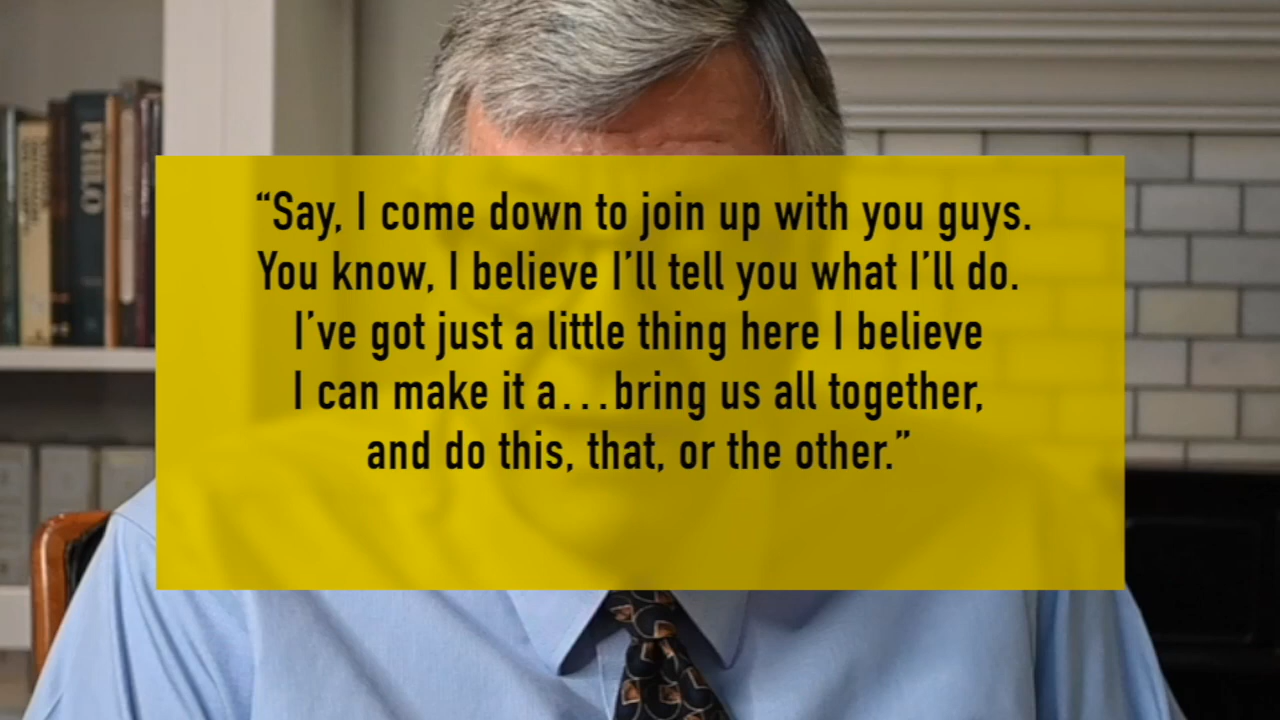 PHILO
“Say, I come down to join up with you guys.
You know, I believe I’ll tell you what I’ll do.
I’ve got just a little thing here I believe
I can make it a...bring us all together,
and do this, that, or the other.”